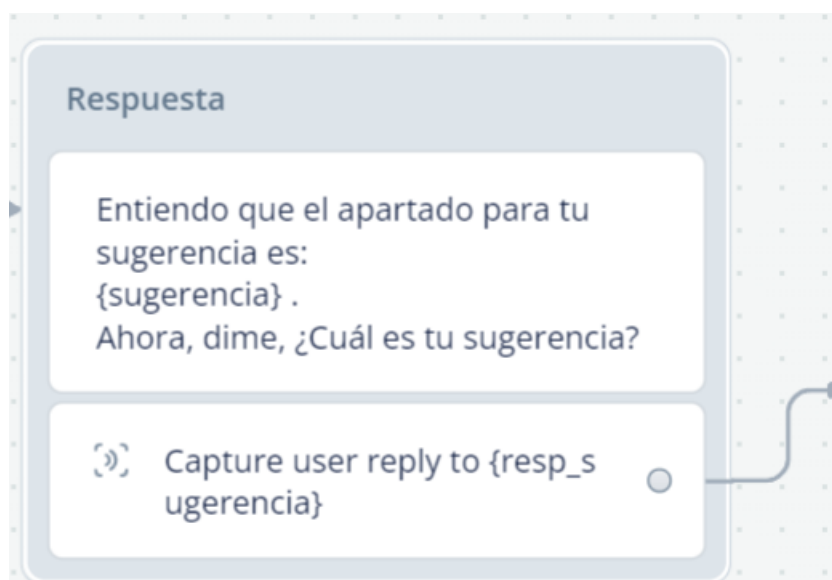 Respuesta
Entiendo que el apartado para tu
sugerencia es:
{sugerencia} .
Ahora, dime, ¿Cuál es tu sugerencia?
Capture user reply to {resp_s
ugerencia}